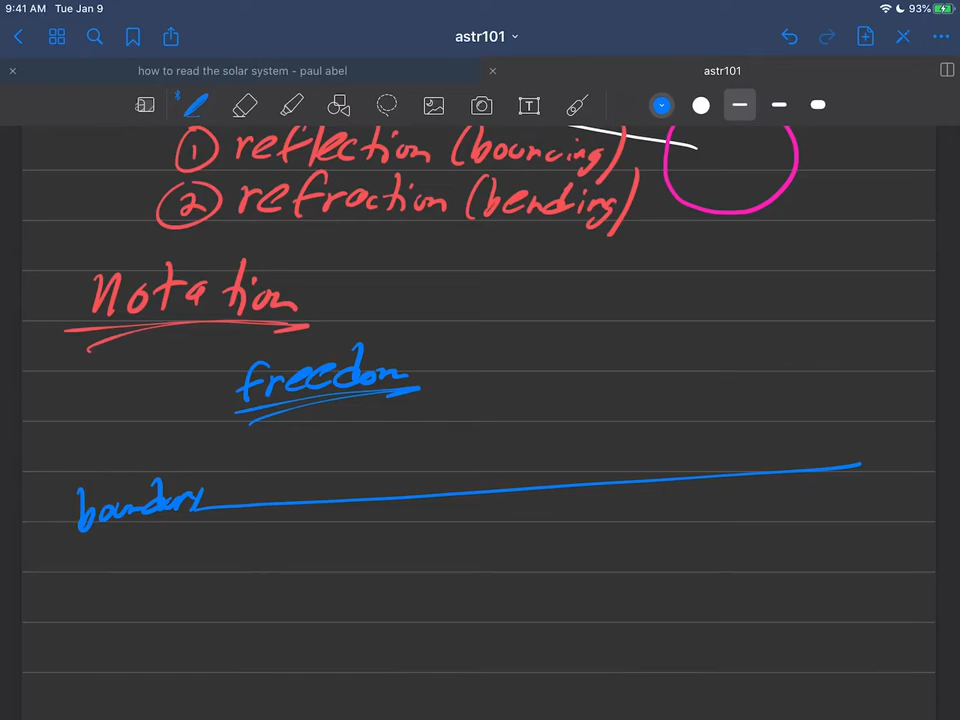 9:41 AM Tue Jan 9
93%
astr101
how to read the solar system - paul abel
astr101
T
① reflection (bouncing)
② refraction (bending)
Notation
freedon
boundary